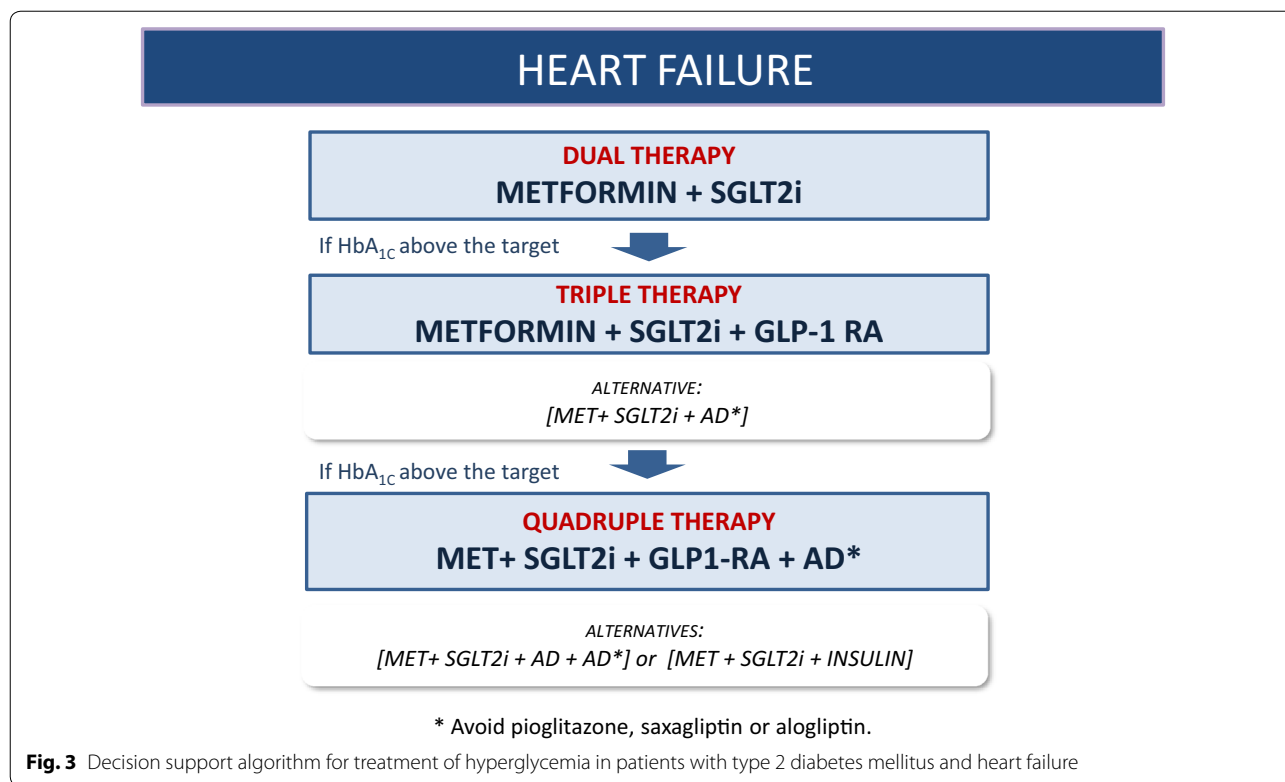 HEART FAILURE
DUAL THERAPY
METFORMIN + SGLT2i
If HbA1C above the target
TRIPLE THERAPY
METFORMIN + SGLT2i + GLP-1 RA
ALTERNATIVE:
[MET+ SGLT2i + AD*]
If HbA1C above the target
QUADRUPLE THERAPY
MET+ SGLT2i + GLP1-RA + AD*
ALTERNATIVES:
[MET+ SGLT2i + AD + AD*] or [MET + SGLT2i + INSULIN]
* Avoid pioglitazone, saxagliptin or alogliptin.
Fig. 3 Decision support algorithm for treatment of hyperglycemia in patients with type 2 diabetes mellitus and heart failure